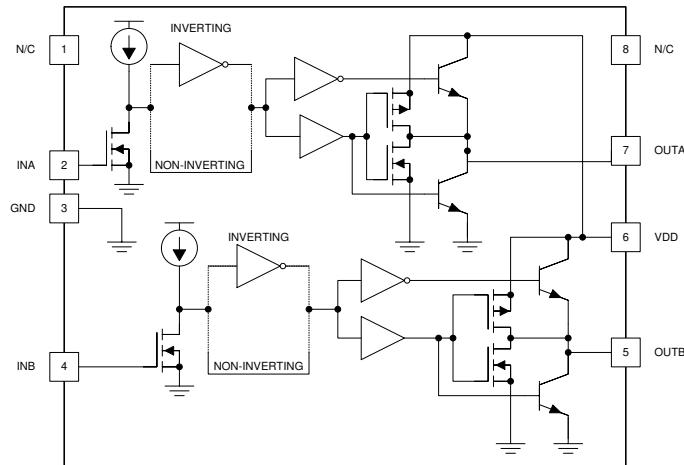 INVERTING
N/C 1
8 N/C
INA 2
NON-INVERTING
7 OUTA
GND 3
INVERTING
6 VDD
INB 4
NON-INVERTING
5 OUTB